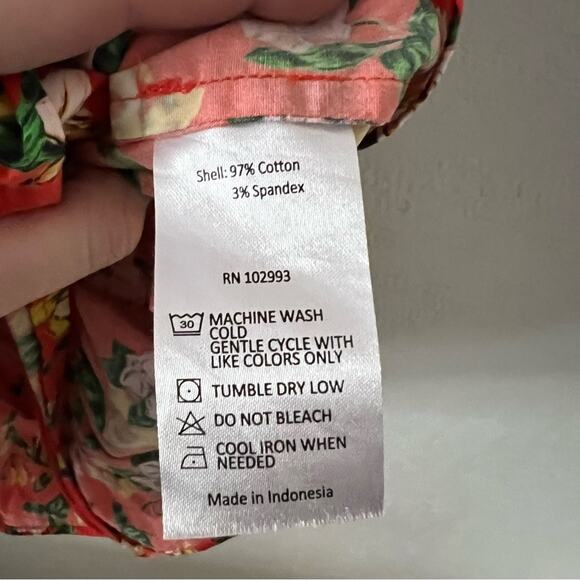 Shell: 97% Cotton
3% Spandex
RN 102993
30
MACHINE WASH
COLD
GENTLE CYCLE WITH
LIKE COLORS ONLY
TUMBLE DRY LOW
DO NOT BLEACH
COOL IRON WHEN
NEEDED
Made in Indonesia